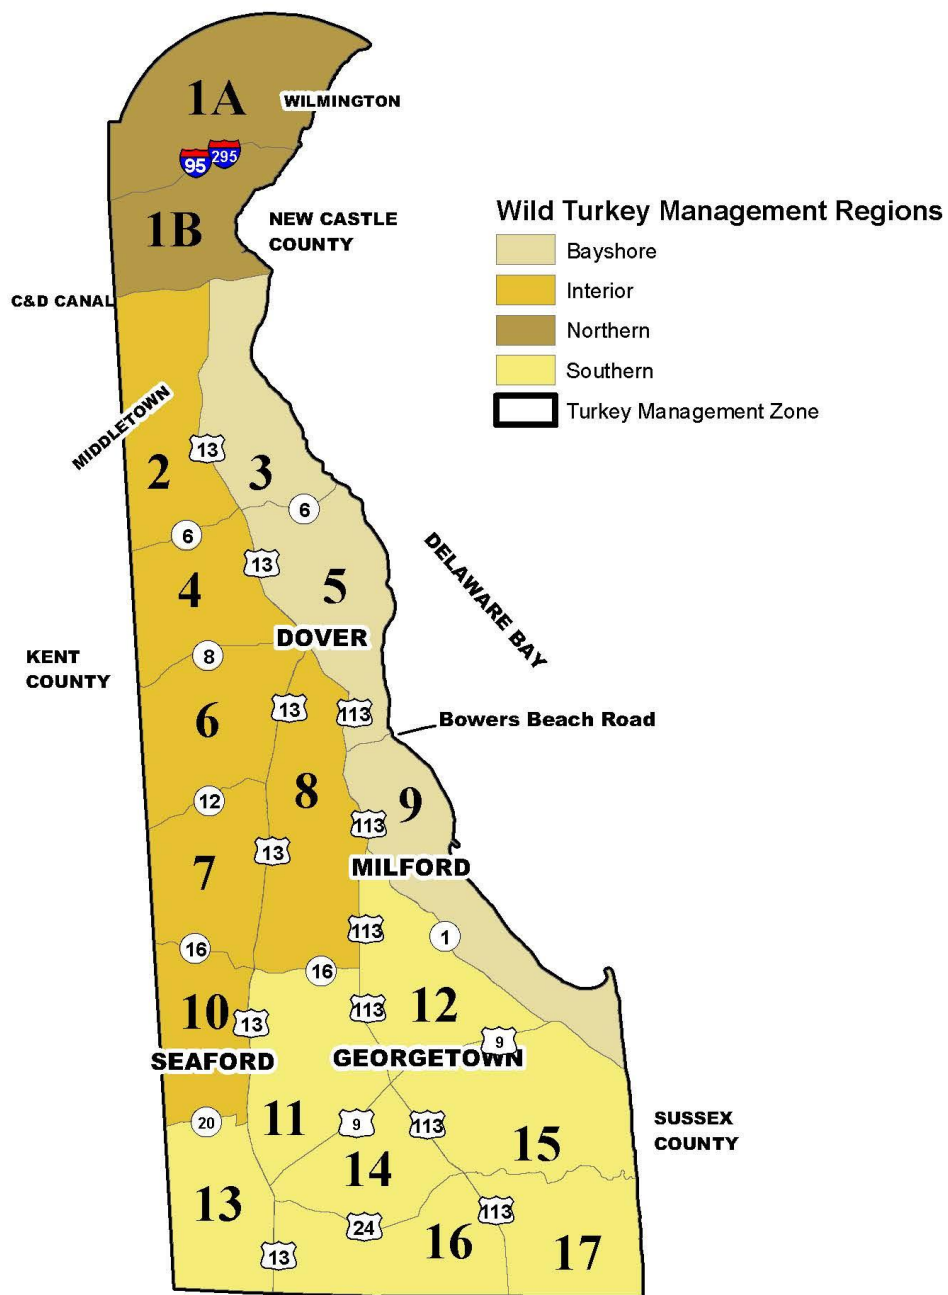 1A
WILMINGTON
295
95
1B
NEW CASTLE
COUNTY
Wild Turkey Management Regions
Bayshore
Interior
Northern
Southern
Turkey Management Zone
C&D CANAL
MIDDLETOWN
13
2
3
6
6
DELAWARE BAY
13
4
5
DOVER
8
KENT
COUNTY
13
113
Bowers Beach Road
6
8
12
9
113
13
7
MILFORD
113
1
16
16
10
13
113
12
9
SEAFORD
GEORGETOWN
20
11
9
113
SUSSEX
COUNTY
15
14
13
24
113
16
17
13